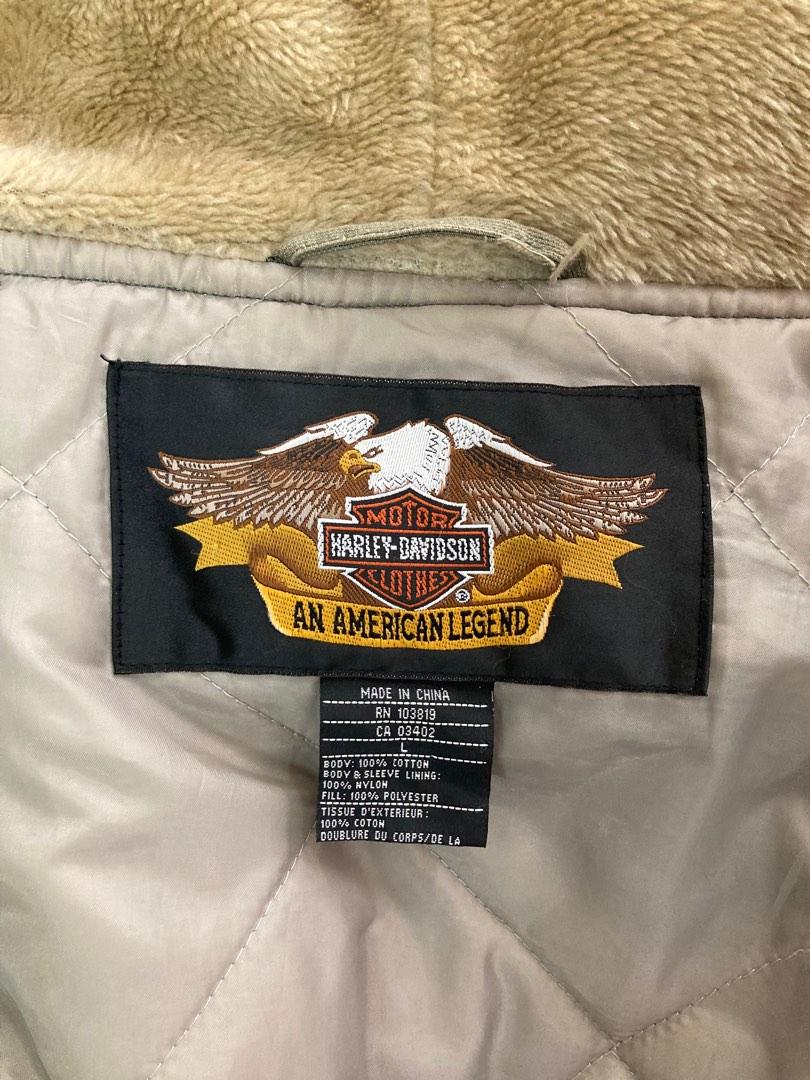 MOTOR
HARLEY-DAVIDSON
CLOTHES
®
AN AMERICAN LEGEND
MADE IN CHINA
RN 103819
CA 03402
L
BODY: 100% COTTON
BODY & SLEEVE LINING:
100% NYLON
FILL: 100% POLYESTER
TISSUE D'EXTERIEUR:
100% COTON
DOUBLURE DU CORPS/DE LA